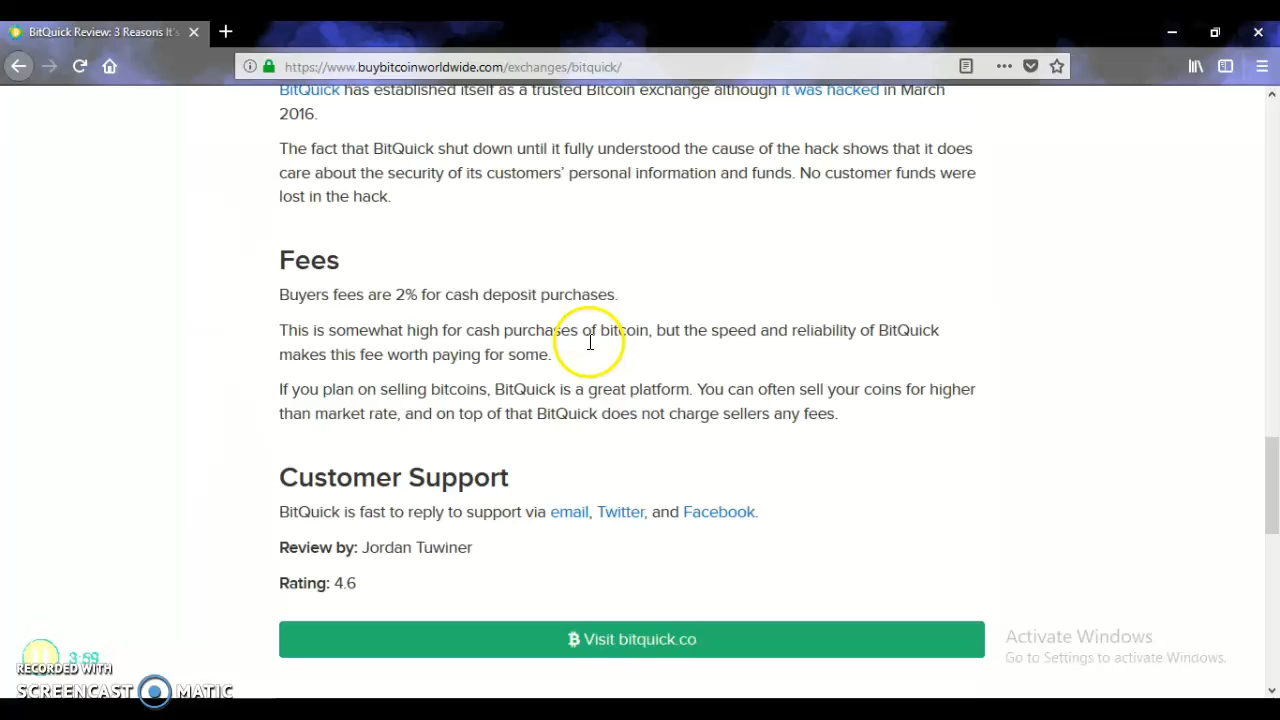 BitQuick Review: 3 Reasons It's
https://www.buybitcoinworldwide.com/exchanges/bitquick/
BitQuick has established itself as a trusted Bitcoin exchange although it was hacked in March
2016.
The fact that BitQuick shut down until it fully understood the cause of the hack shows that it does
care about the security of its customers’ personal information and funds. No customer funds were
lost in the hack.
Fees
Buyers fees are 2% for cash deposit purchases.
This is somewhat high for cash purchases of bitcoin, but the speed and reliability of BitQuick
makes this fee worth paying for some.
If you plan on selling bitcoins, BitQuick is a great platform. You can often sell your coins for higher
than market rate, and on top of that BitQuick does not charge sellers any fees.
Customer Support
BitQuick is fast to reply to support via email, Twitter, and Facebook.
Review by: Jordan Tuwiner
Rating: 4.6
Visit bitquick.co
Activate Windows
Go to Settings to activate Windows.
3:59
RECORDED WITH
SCREENCAST MATIC